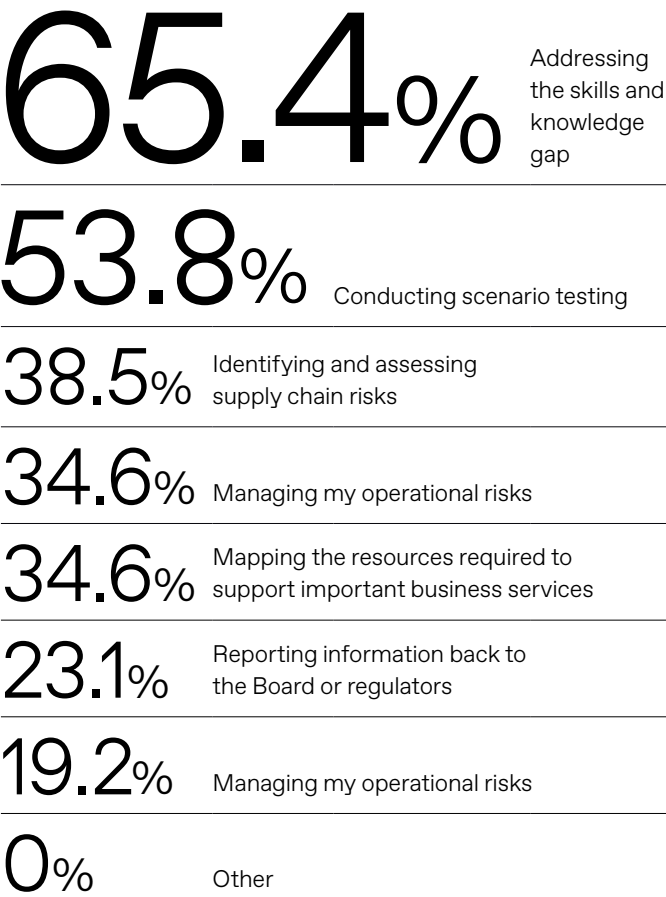 65.4%
Addressing
the skills and
knowledge
gap
53.8%
Conducting scenario testing
38.5%
Identifying and assessing
supply chain risks
34.6%
Managing my operational risks
34.6%
Mapping the resources required to
support important business services
23.1%
Reporting information back to
the Board or regulators
19.2%
Managing my operational risks
0%
Other